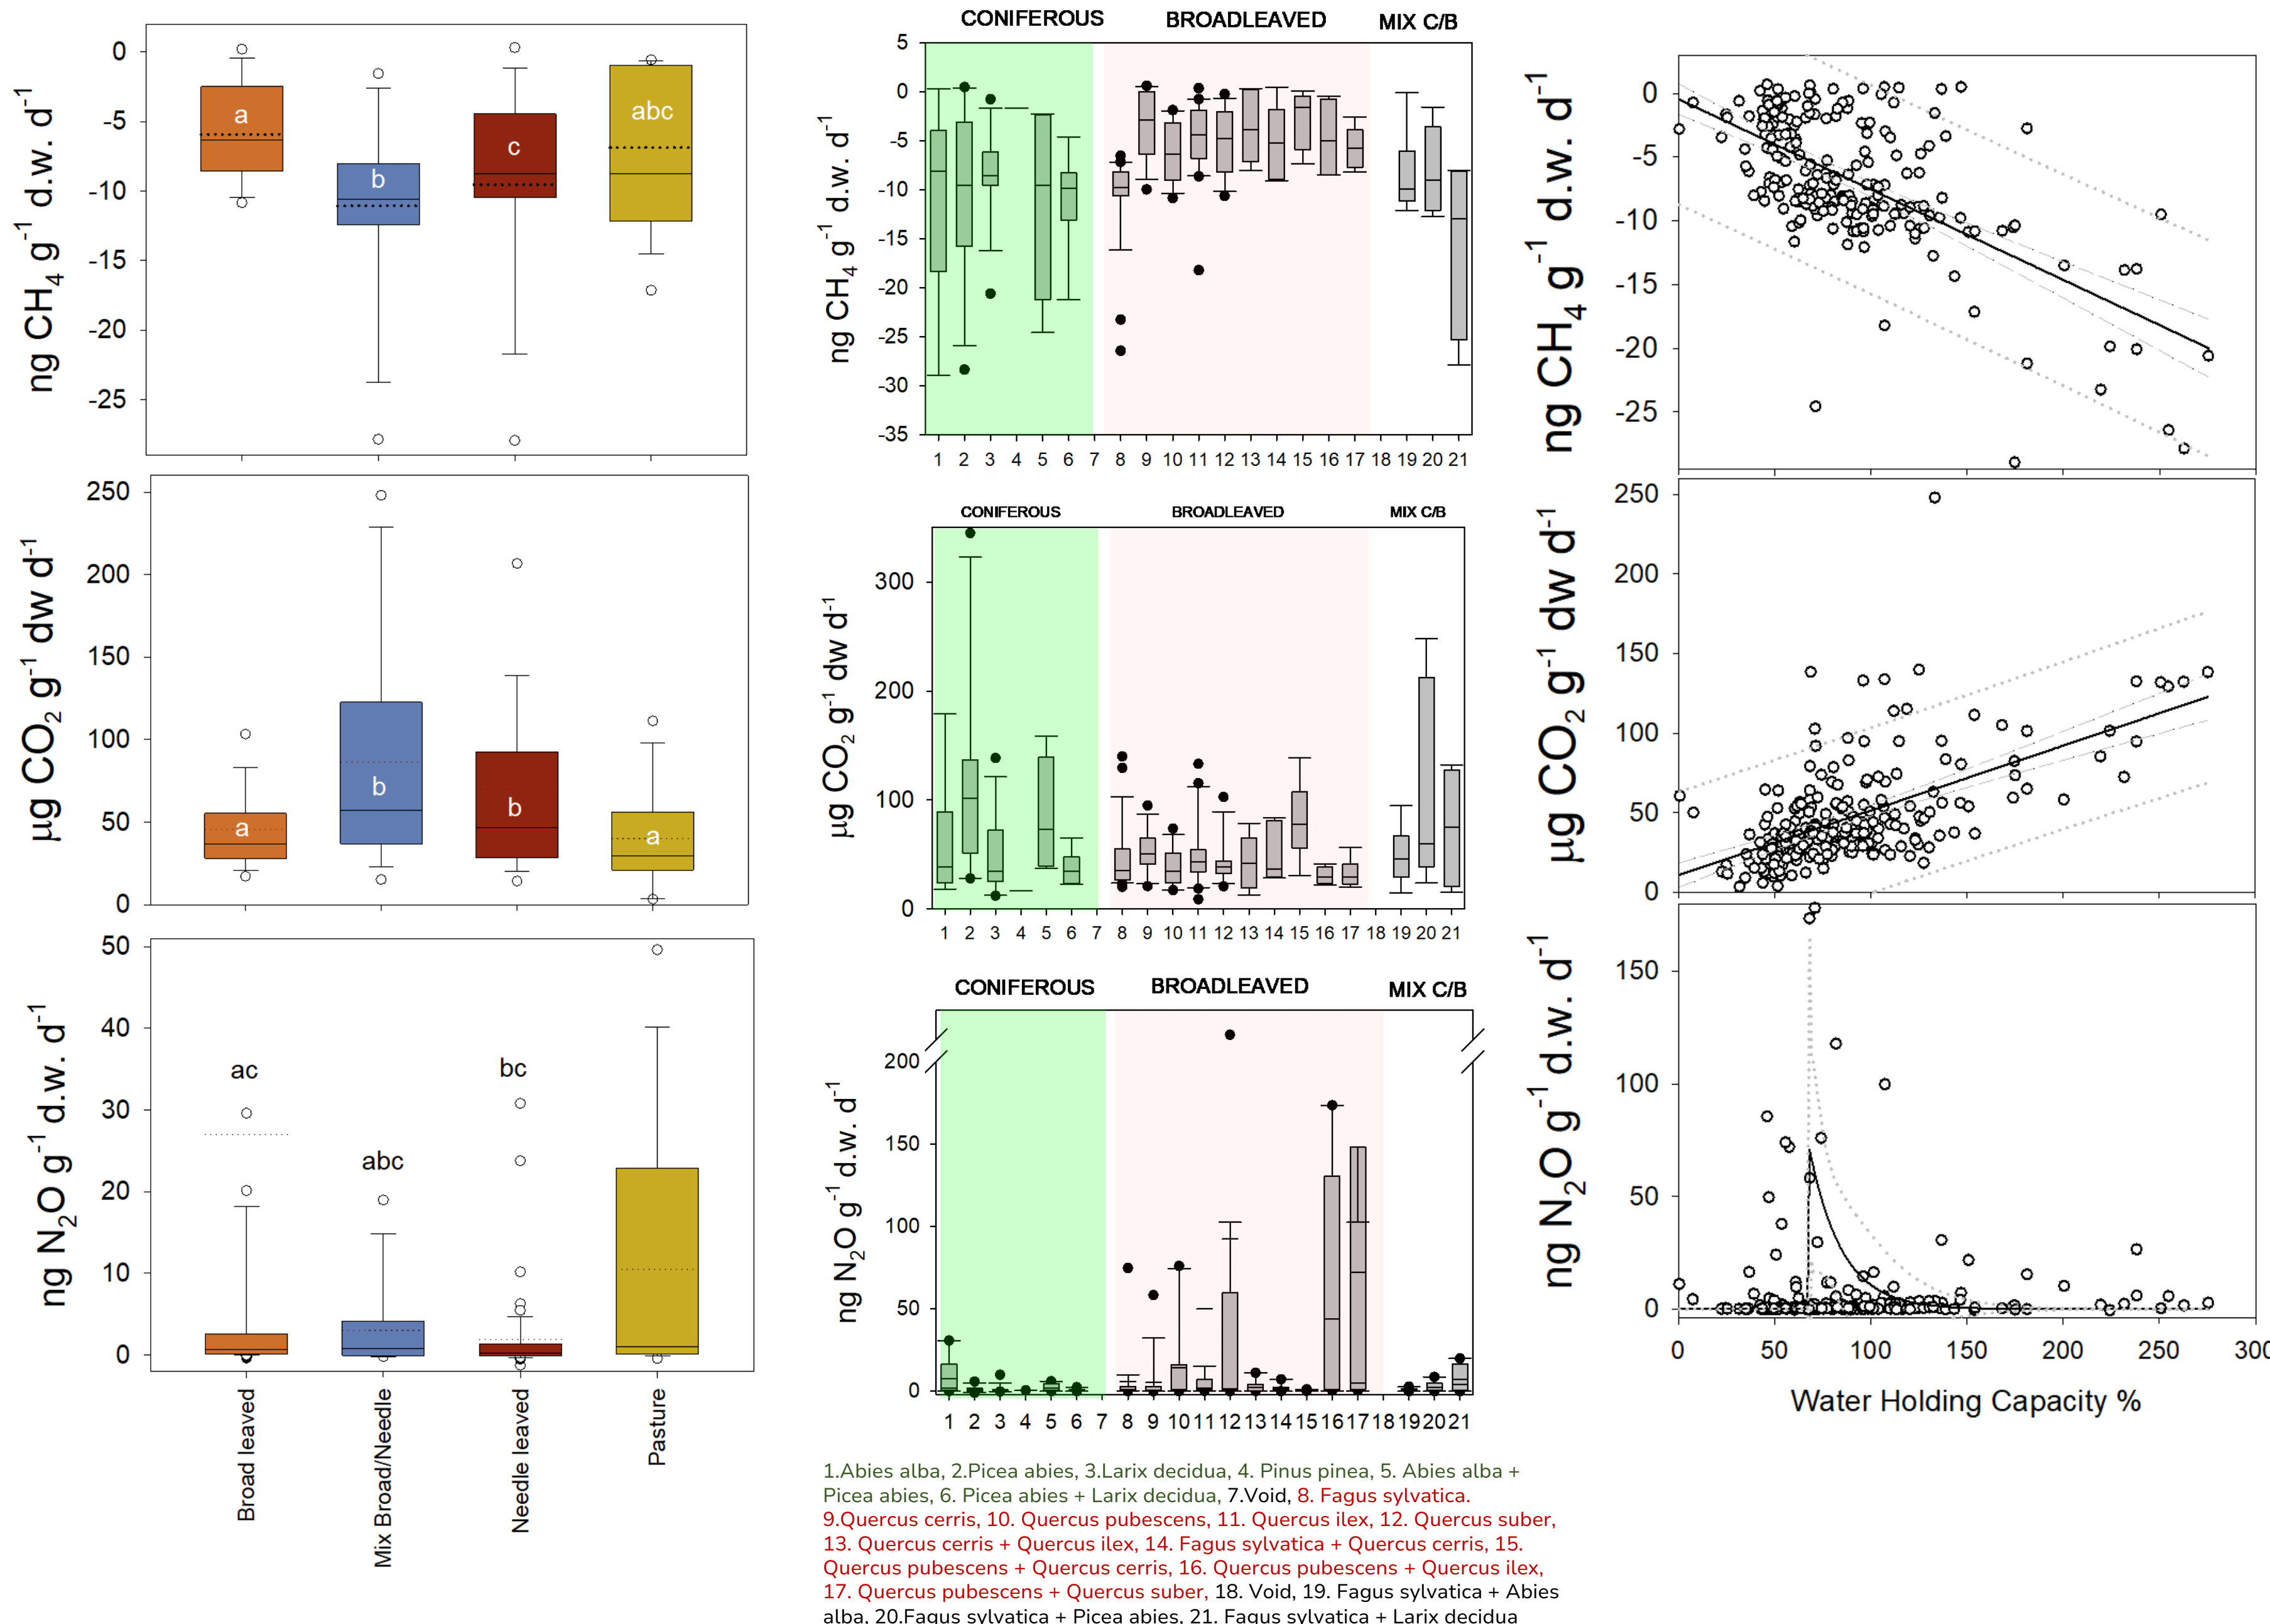 ng CH4 g-1 d.w. d-1
0
-5
-10
-15
-20
-25
a
b
c
abc
µg CO2 g-1 dw d-1
250
200
150
100
50
0
a
b
b
a
ng N2O g-1 d.w. d-1
50
40
30
20
10
0
ac
abc
bc
Broad leaved
Mix Broad/Needle
Needle leaved
Pasture
CONIFEROUS BROADLEAVED MIX C/B
ng CH4 g-1 d.w. d-1
5
0
-5
-10
-15
-20
-25
-30
-35
1 2 3 4 5 6 7 8 9 10 11 12 13 14 15 16 17 18 19 20 21
CONIFEROUS BROADLEAVED MIX C/B
µg CO2 g-1 dw d-1
300
200
100
0
1 2 3 4 5 6 7 8 9 10 11 12 13 14 15 16 17 18 19 20 21
CONIFEROUS BROADLEAVED MIX C/B
ng N2O g-1 d.w. d-1
200
150
100
50
0
1 2 3 4 5 6 7 8 9 10 11 12 13 14 15 16 17 18 19 20 21
1.Abies alba, 2.Picea abies, 3.Larix decidua, 4. Pinus pinea, 5. Abies alba +
Picea abies, 6. Picea abies + Larix decidua, 7.Void, 8. Fagus sylvatica.
9.Quercus cerris, 10. Quercus pubescens, 11. Quercus ilex, 12. Quercus suber,
13. Quercus cerris + Quercus ilex, 14. Fagus sylvatica + Quercus cerris, 15.
Quercus pubescens + Quercus cerris, 16. Quercus pubescens + Quercus ilex,
17. Quercus pubescens + Quercus suber, 18. Void, 19. Fagus sylvatica + Abies
alba, 20.Fagus sylvatica + Picea abies, 21. Fagus sylvatica + Larix decidua
ng CH4 g-1 d.w. d-1
0
-5
-10
-15
-20
-25
µg CO2 g-1 dw d-1
250
200
150
100
50
0
ng N2O g-1 d.w. d-1
150
100
50
0
0 50 100 150 200 250 300
Water Holding Capacity %